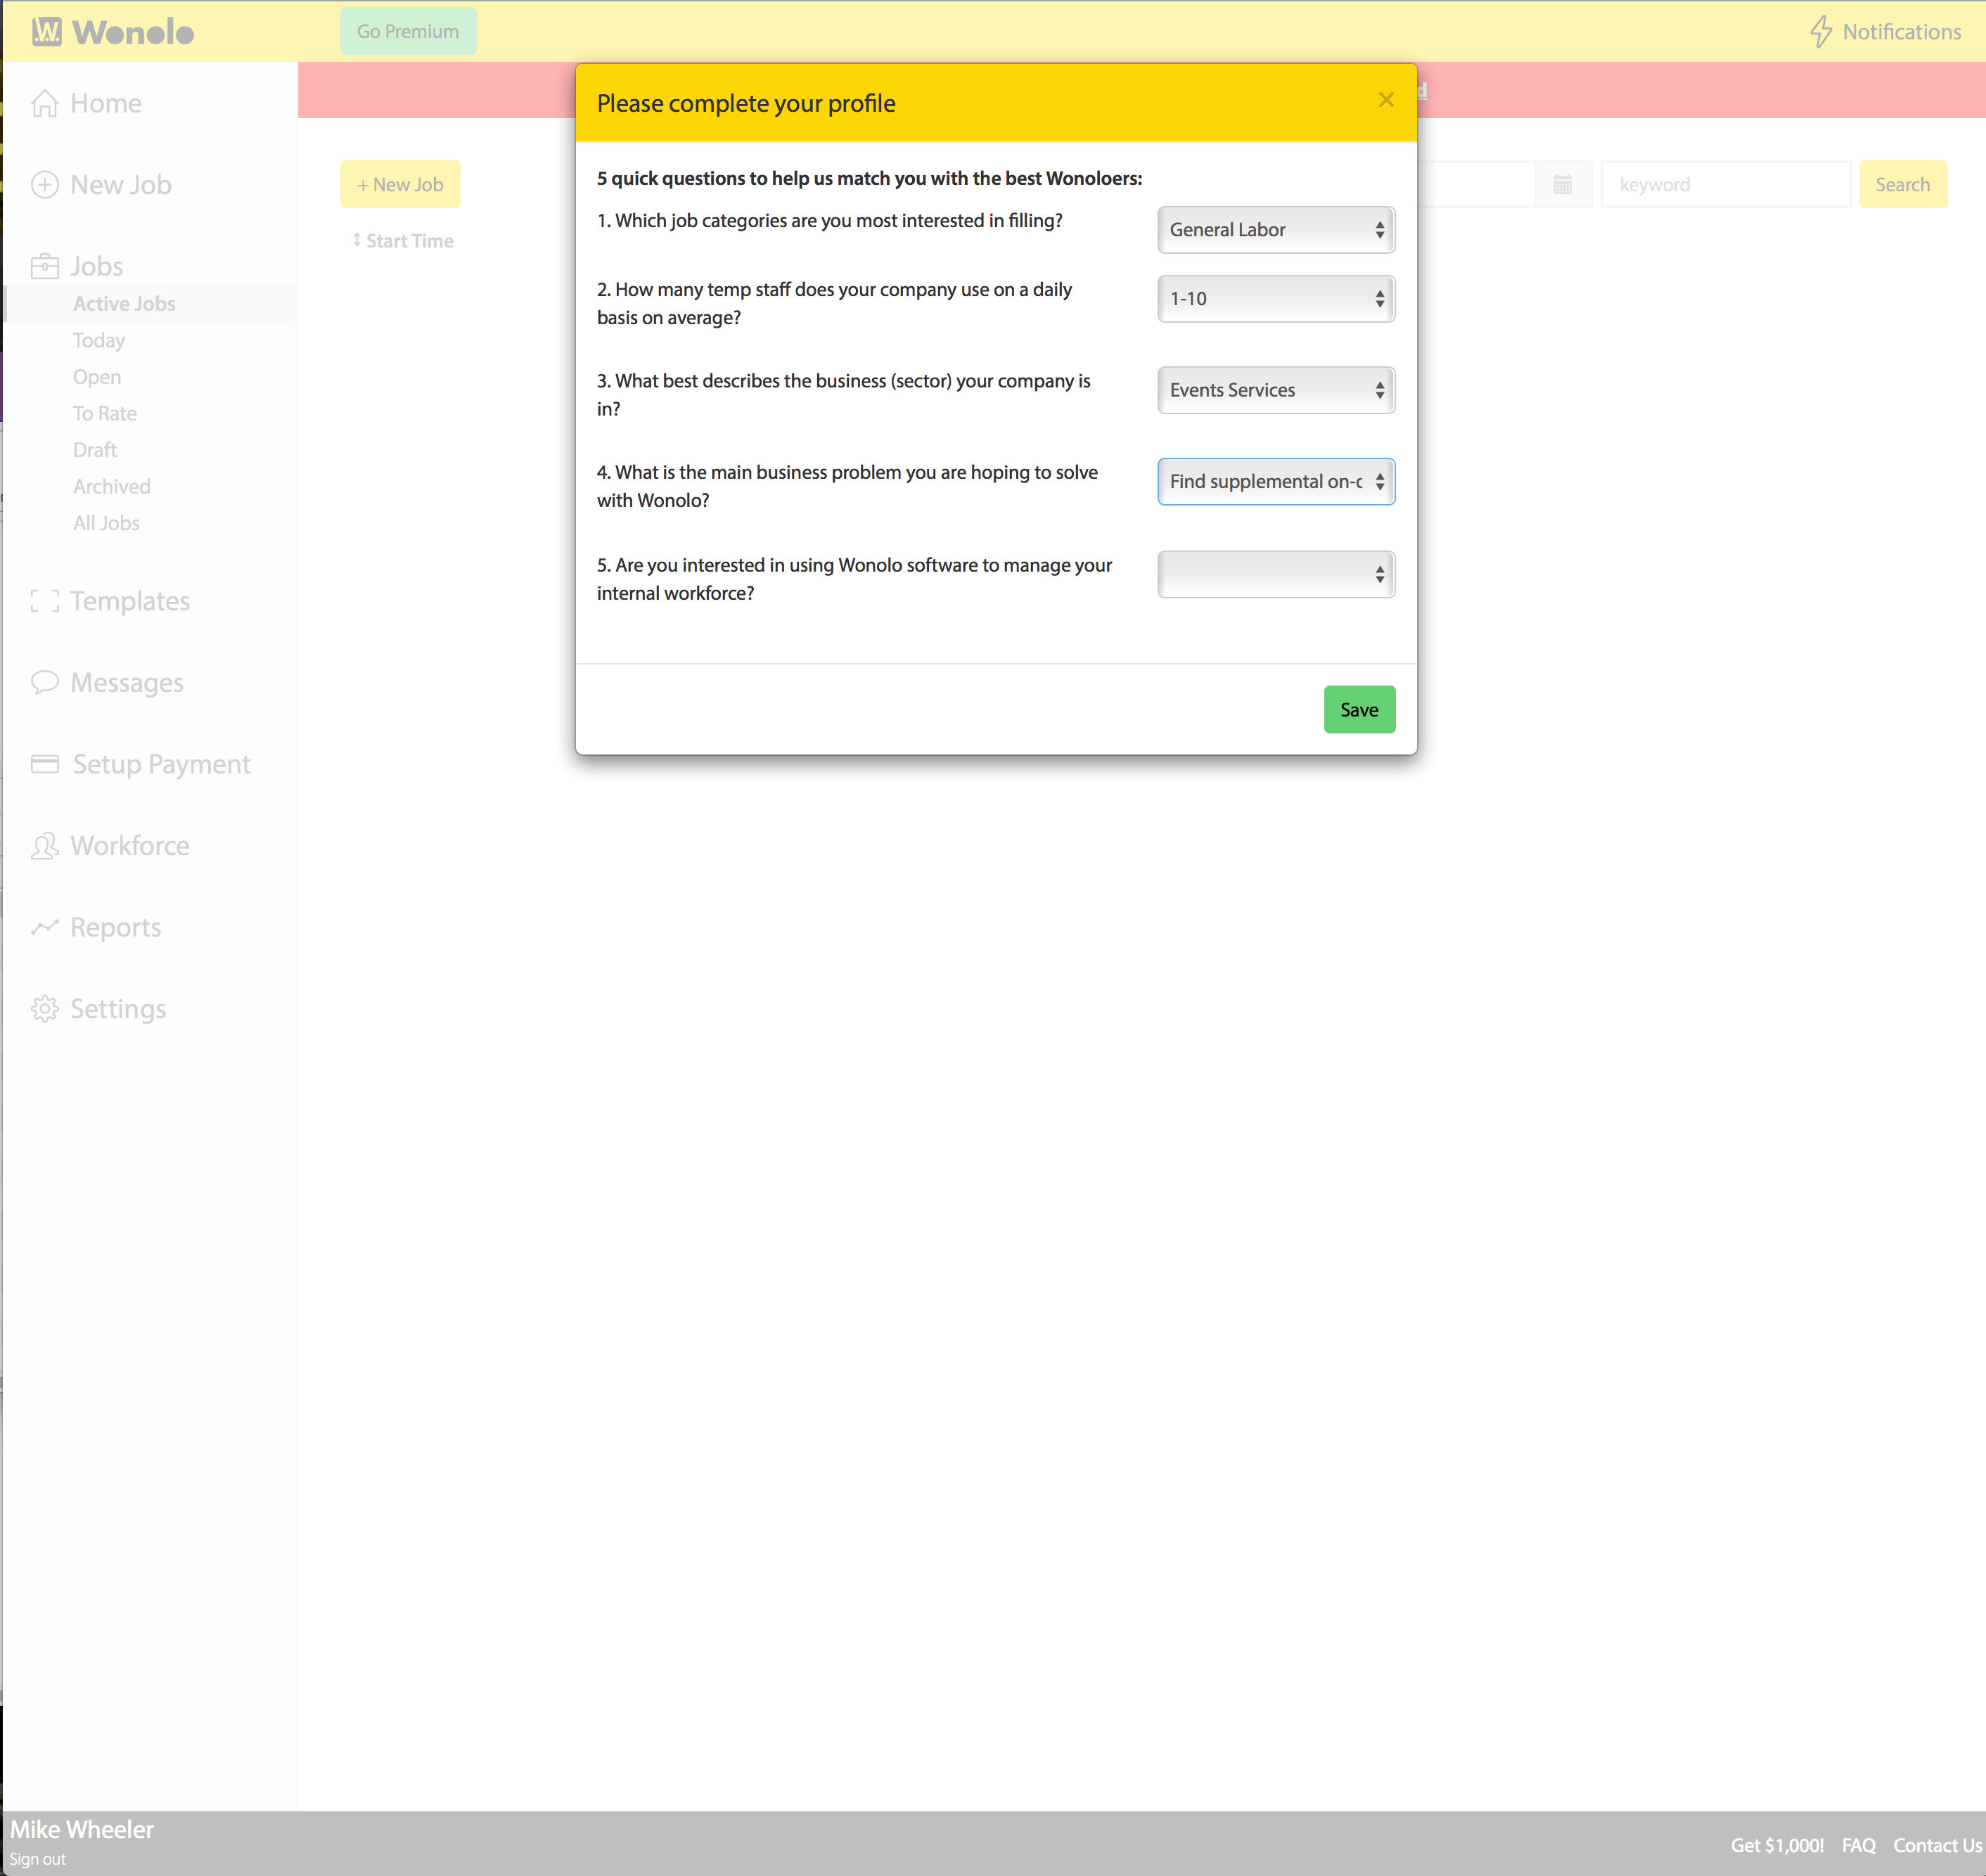 W Wonolo
Go Premium
Notifications
Home
New Job
Jobs
Active Jobs
Today
Open
To Rate
Draft
Archived
All Jobs
Templates
Messages
Setup Payment
Workforce
Reports
Settings
+ New Job
Start Time
keyword
Search
Please complete your profile
×
5 quick questions to help us match you with the best Wonoloers:
1. Which job categories are you most interested in filling?
General Labor
2. How many temp staff does your company use on a daily
basis on average?
1-10
3. What best describes the business (sector) your company is
in?
Events Services
4. What is the main business problem you are hoping to solve
with Wonolo?
Find supplemental on-
5. Are you interested in using Wonolo software to manage your
internal workforce?
Save
Mike Wheeler
Sign out
Get $1,000!
FAQ
Contact Us